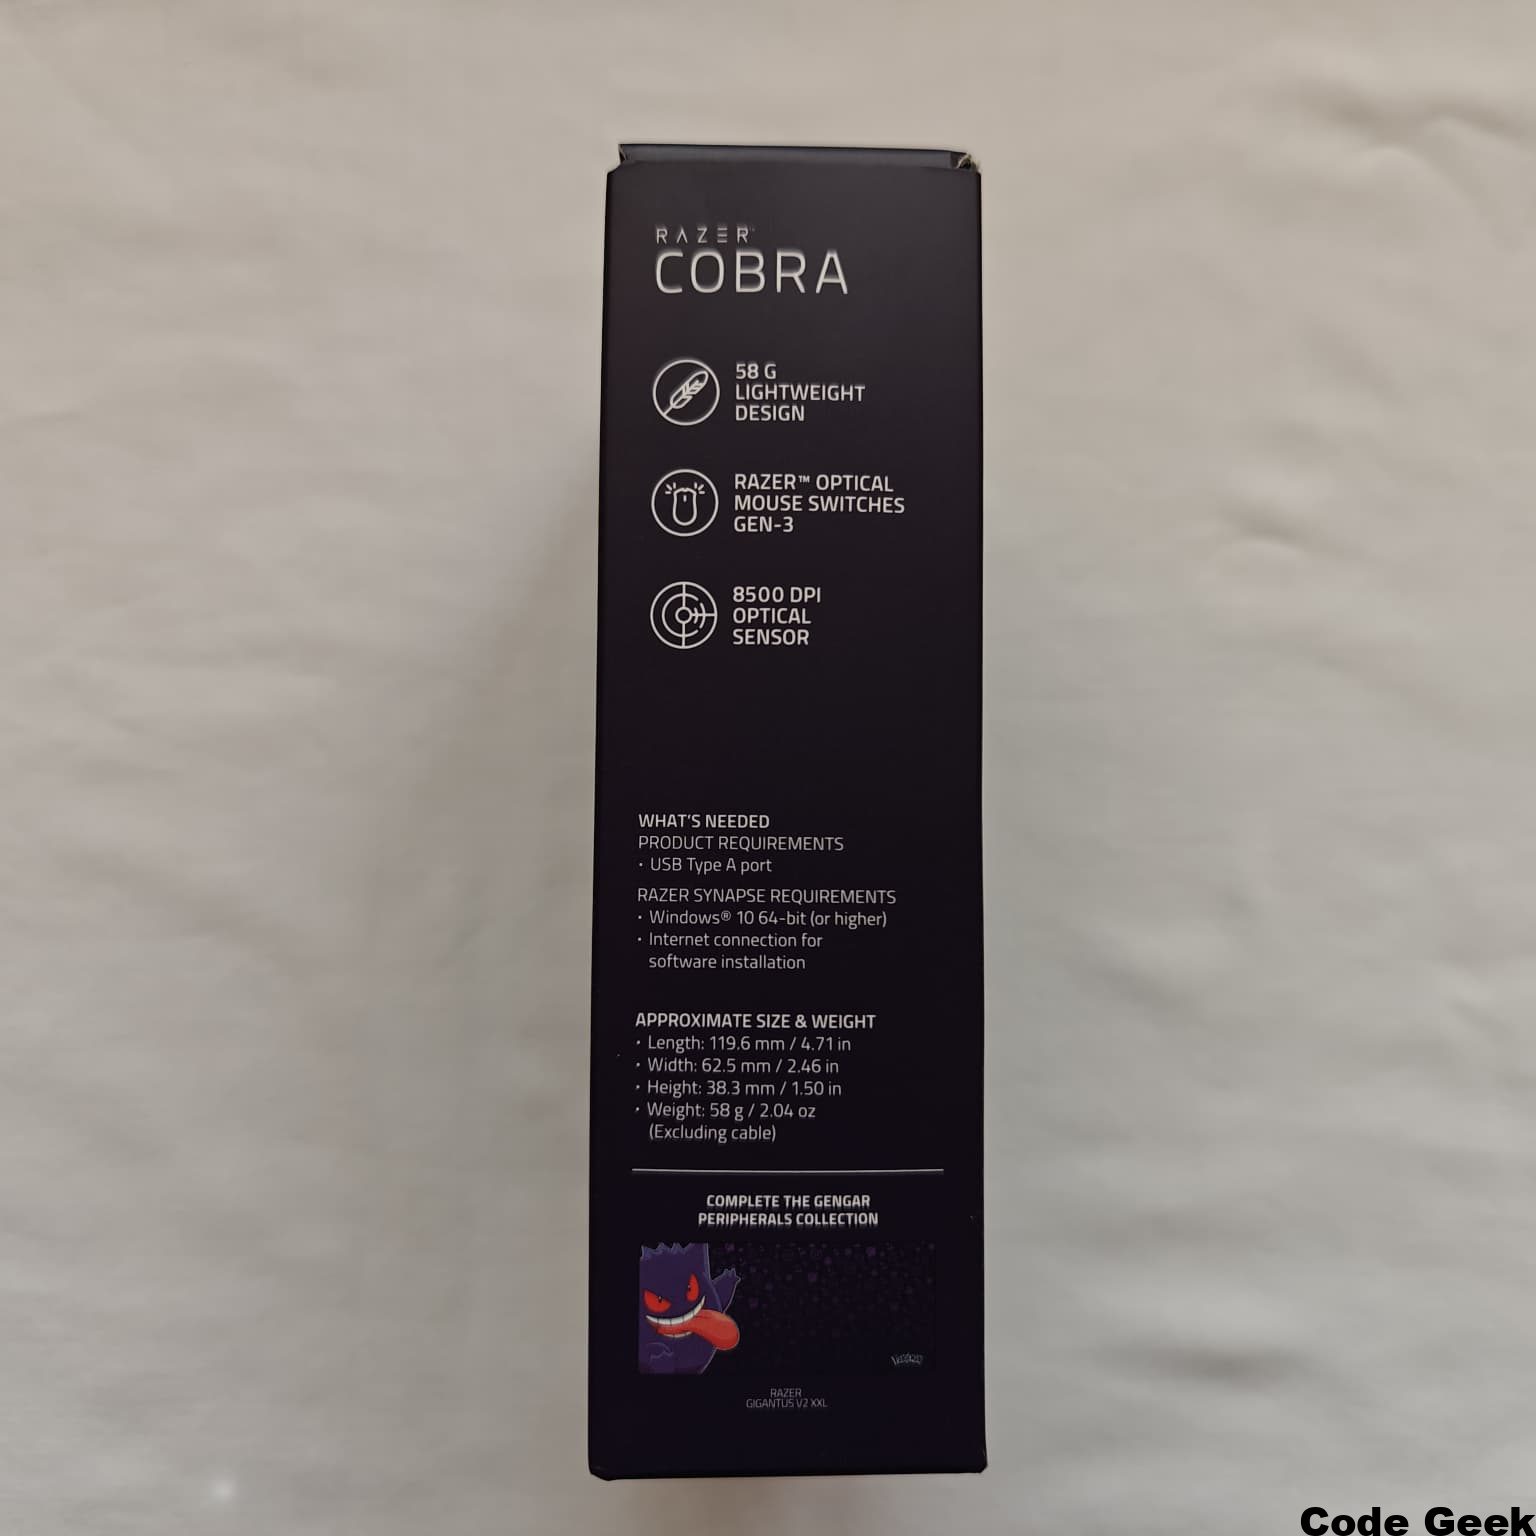 RAZER
COBRA
58 G
LIGHTWEIGHT
DESIGN
RAZER™ OPTICAL
MOUSE SWITCHES
GEN-3
8500 DPI
OPTICAL
SENSOR
WHAT'S NEEDED
PRODUCT REQUIREMENTS
· USB Type A port
RAZER SYNAPSE REQUIREMENTS
· Windows® 10 64-bit (or higher)
· Internet connection for
software installation
APPROXIMATE SIZE & WEIGHT
· Length: 119.6 mm / 4.71 in
· Width: 62.5 mm / 2.46 in
· Height: 38.3 mm / 1.50 in
· Weight: 58 g / 2.04 oz
(Excluding cable)
COMPLETE THE GENGAR
PERIPHERALS COLLECTION
Pokémon
RAZER
GIGANTUS V2 XXL
Code Geek